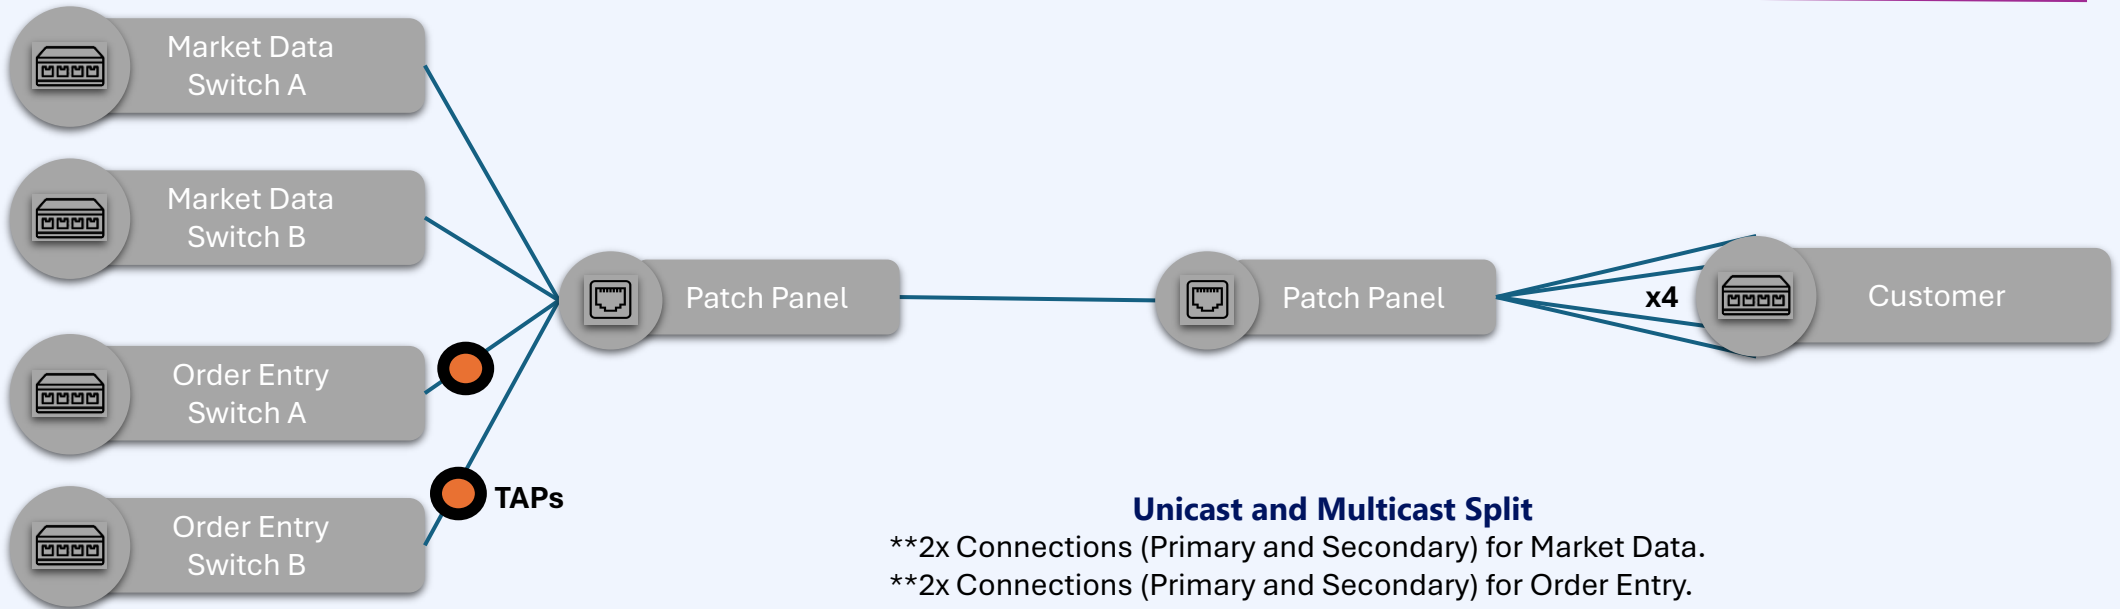 Market Data
Switch A
Market Data
Switch B
Patch Panel
Patch Panel
x4
Customer
Order Entry
Switch A
TAPs
Order Entry
Switch B
Unicast and Multicast Split
**2x Connections (Primary and Secondary) for Market Data.
**2x Connections (Primary and Secondary) for Order Entry.